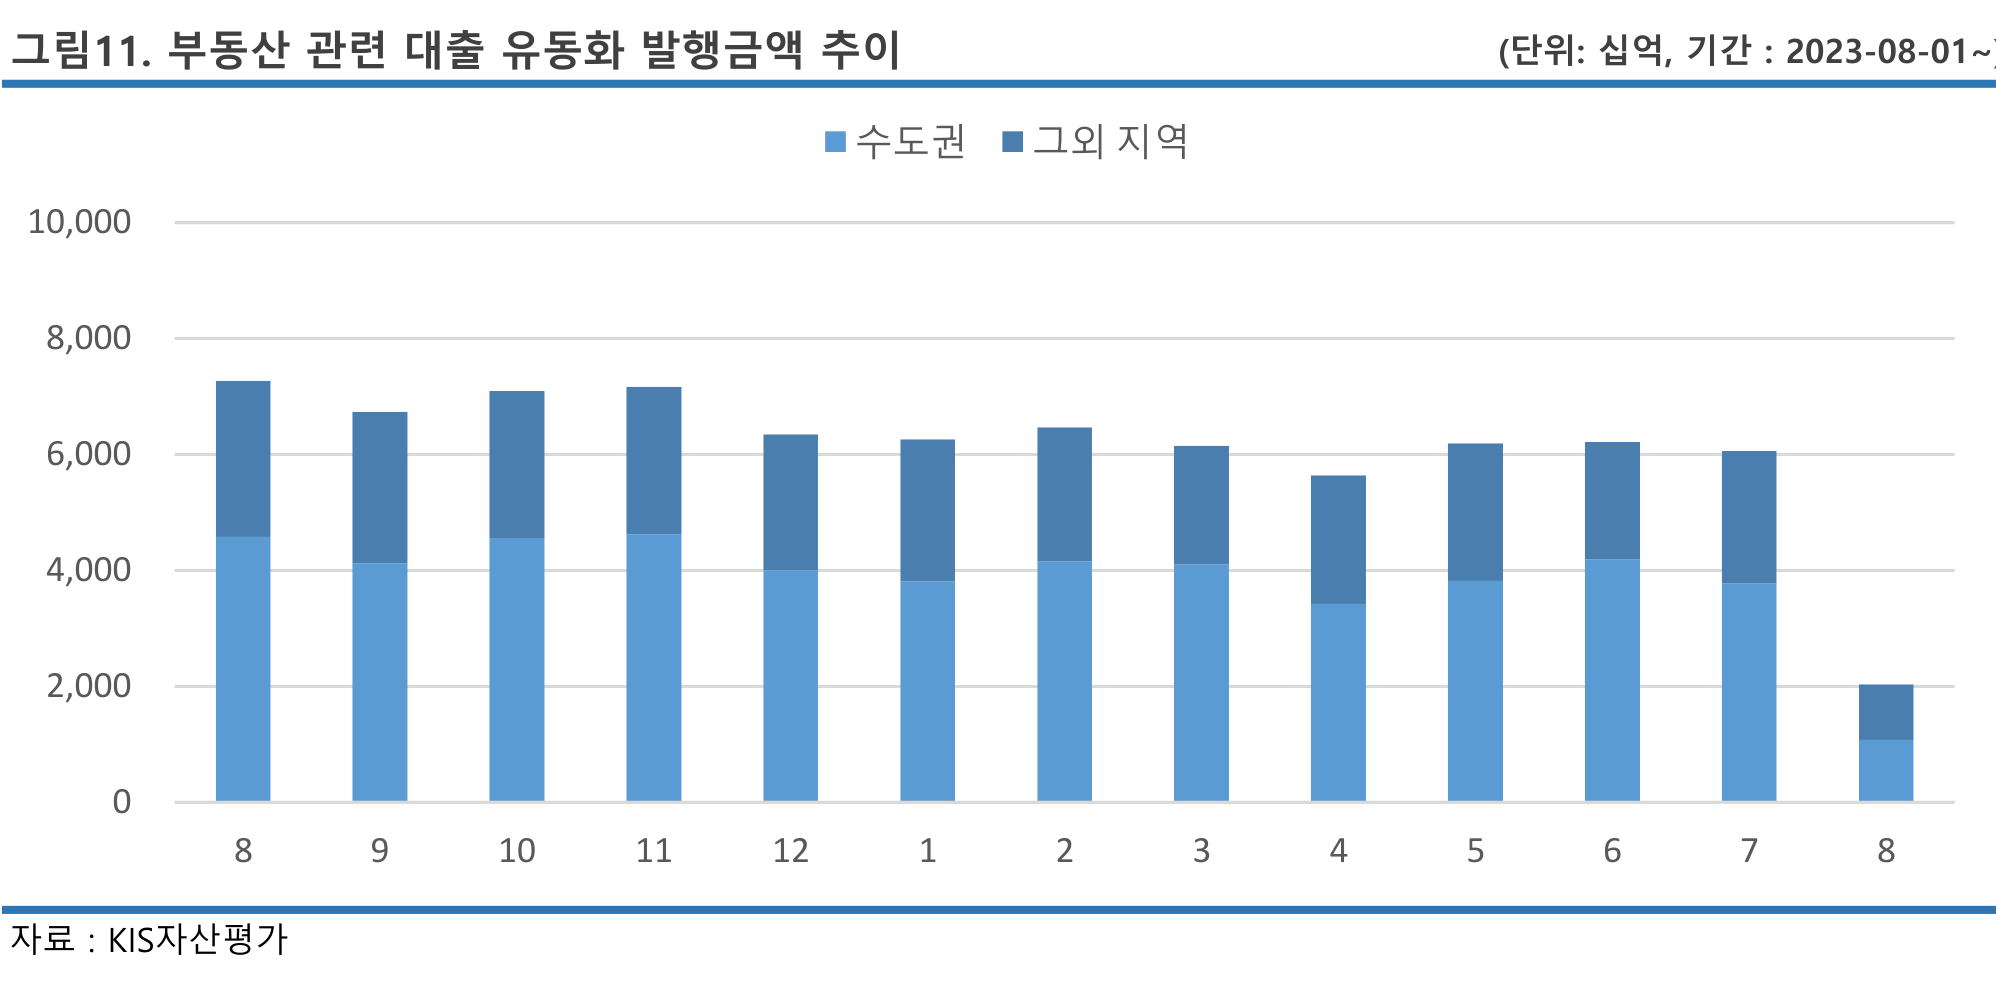 그림11. 부동산 관련 대출 유동화 발행금액 추이
(단위: 십억, 기간 : 2023-08-01~)
수도권 그외 지역
10,000
8,000
6,000
4,000
2,000
0
8 9 10 11 12 1 2 3 4 5 6 7 8
자료 : KIS자산평가